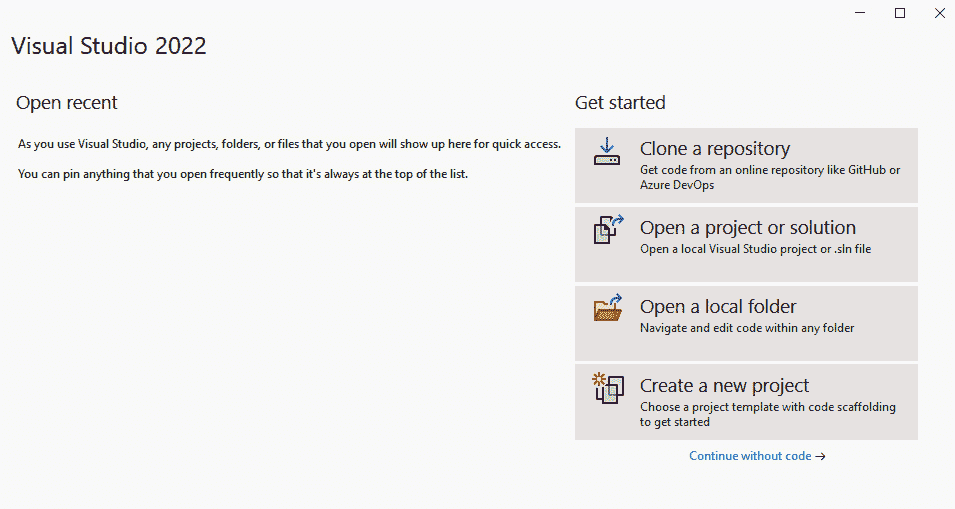 Visual Studio 2022
Open recent
As you use Visual Studio, any projects, folders, or files that you open will show up here for quick access.
You can pin anything that you open frequently so that it's always at the top of the list.
Get started
Clone a repository
Get code from an online repository like GitHub or
Azure DevOps
Open a project or solution
Open a local Visual Studio project or .sln file
Open a local folder
Navigate and edit code within any folder
Create a new project
Choose a project template with code scaffolding
to get started
Continue without code →